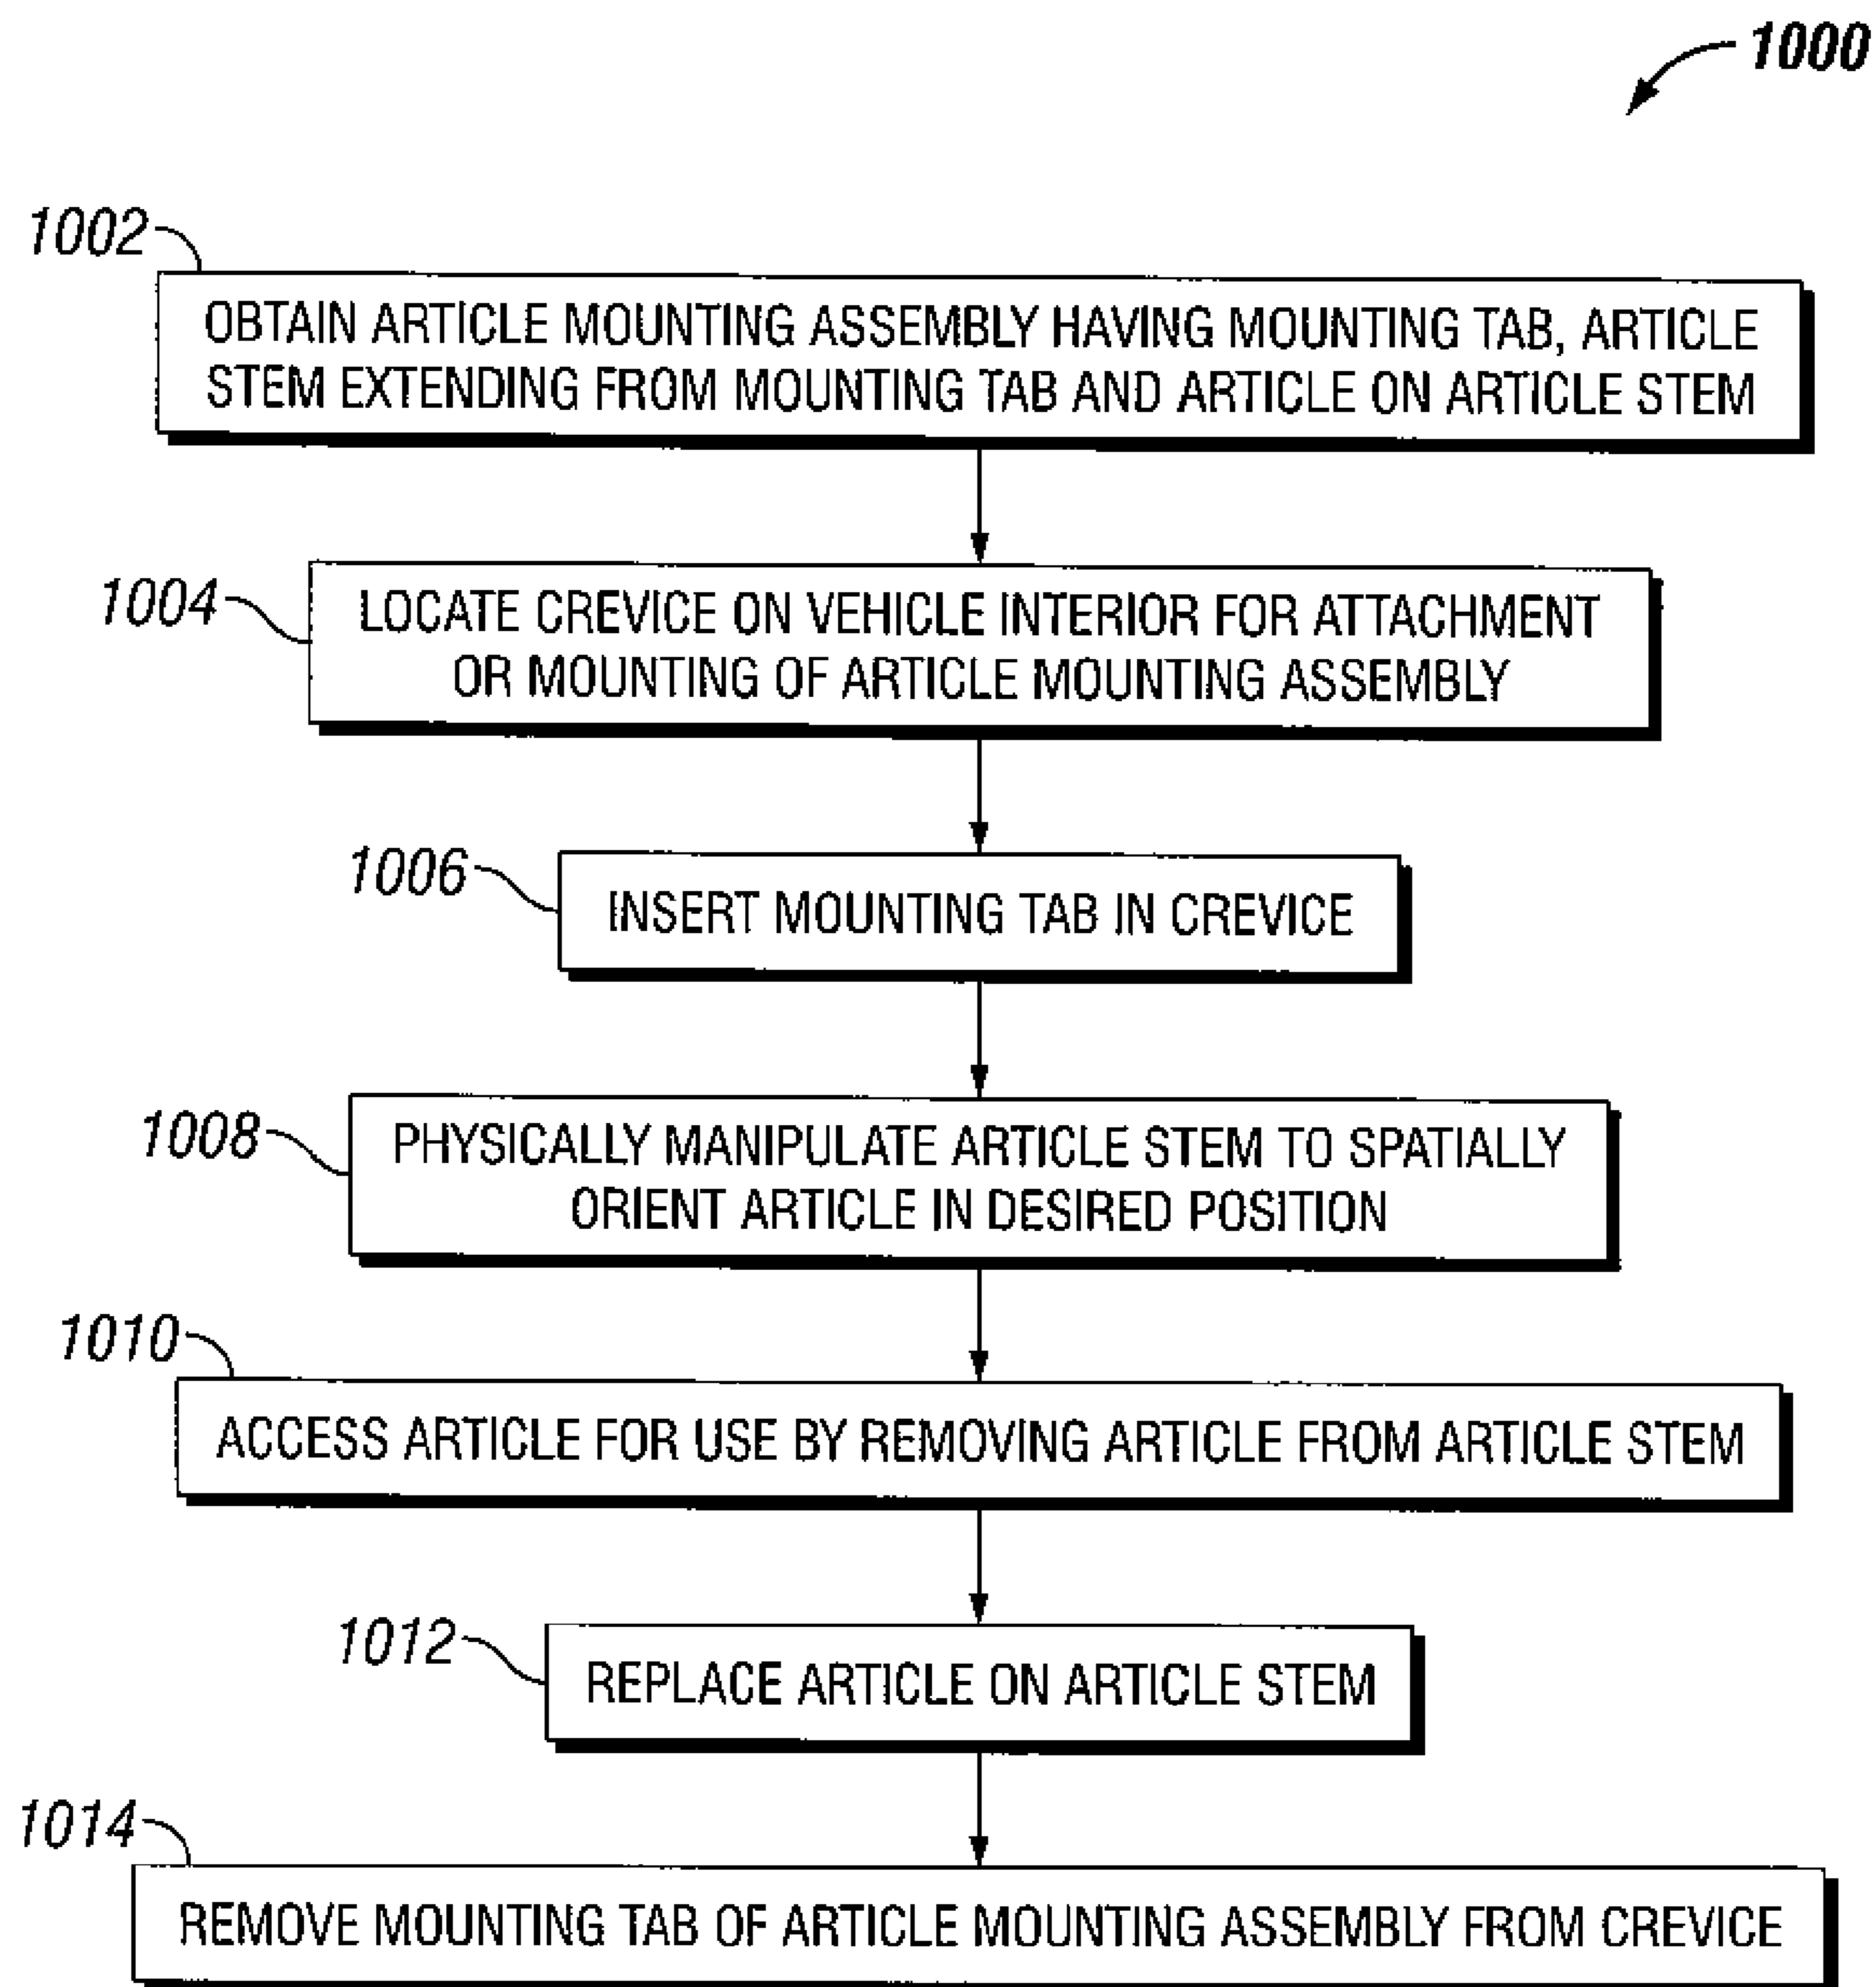 1000
1002
OBTAIN ARTICLE MOUNTING ASSEMBLY HAVING MOUNTING TAB, ARTICLE
STEM EXTENDING FROM MOUNTING TAB AND ARTICLE ON ARTICLE STEM
1004
LOCATE CREVICE ON VEHICLE INTERIOR FOR ATTACHMENT
OR MOUNTING OF ARTICLE MOUNTING ASSEMBLY
1006
INSERT MOUNTING TAB IN CREVICE
1008
PHYSICALLY MANIPULATE ARTICLE STEM TO SPATIALLY
ORIENT ARTICLE IN DESIRED POSITION
1010
ACCESS ARTICLE FOR USE BY REMOVING ARTICLE FROM ARTICLE STEM
1012
REPLACE ARTICLE ON ARTICLE STEM
1014
REMOVE MOUNTING TAB OF ARTICLE MOUNTING ASSEMBLY FROM CREVICE